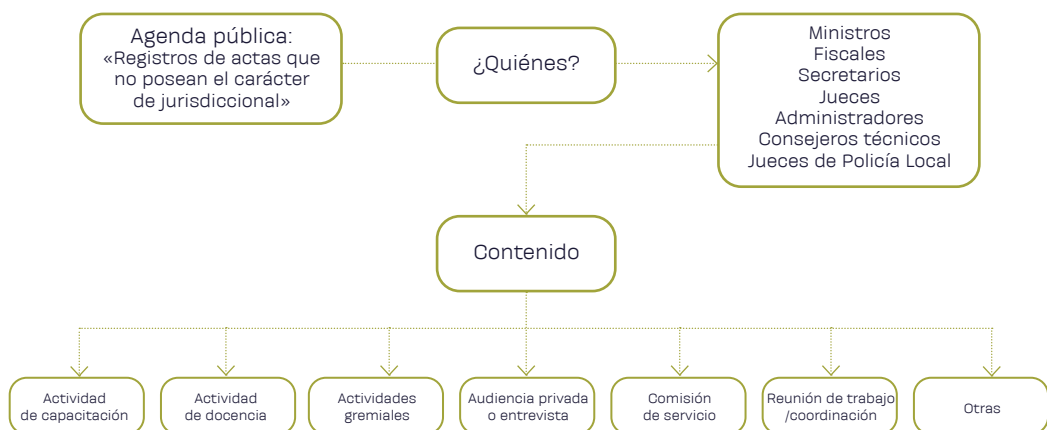 Agenda pública:
«Registros de actas que
no posean el carácter
de jurisdiccional»
¿Quiénes?
Ministros
Fiscales
Secretarios
Jueces
Administradores
Consejeros técnicos
Jueces de Policía Local
Contenido
Actividad
de capacitación
Actividad
de docencia
Actividades
gremiales
Audiencia privada
o entrevista
Comisión
de servicio
Reunión de trabajo
/coordinación
Otras